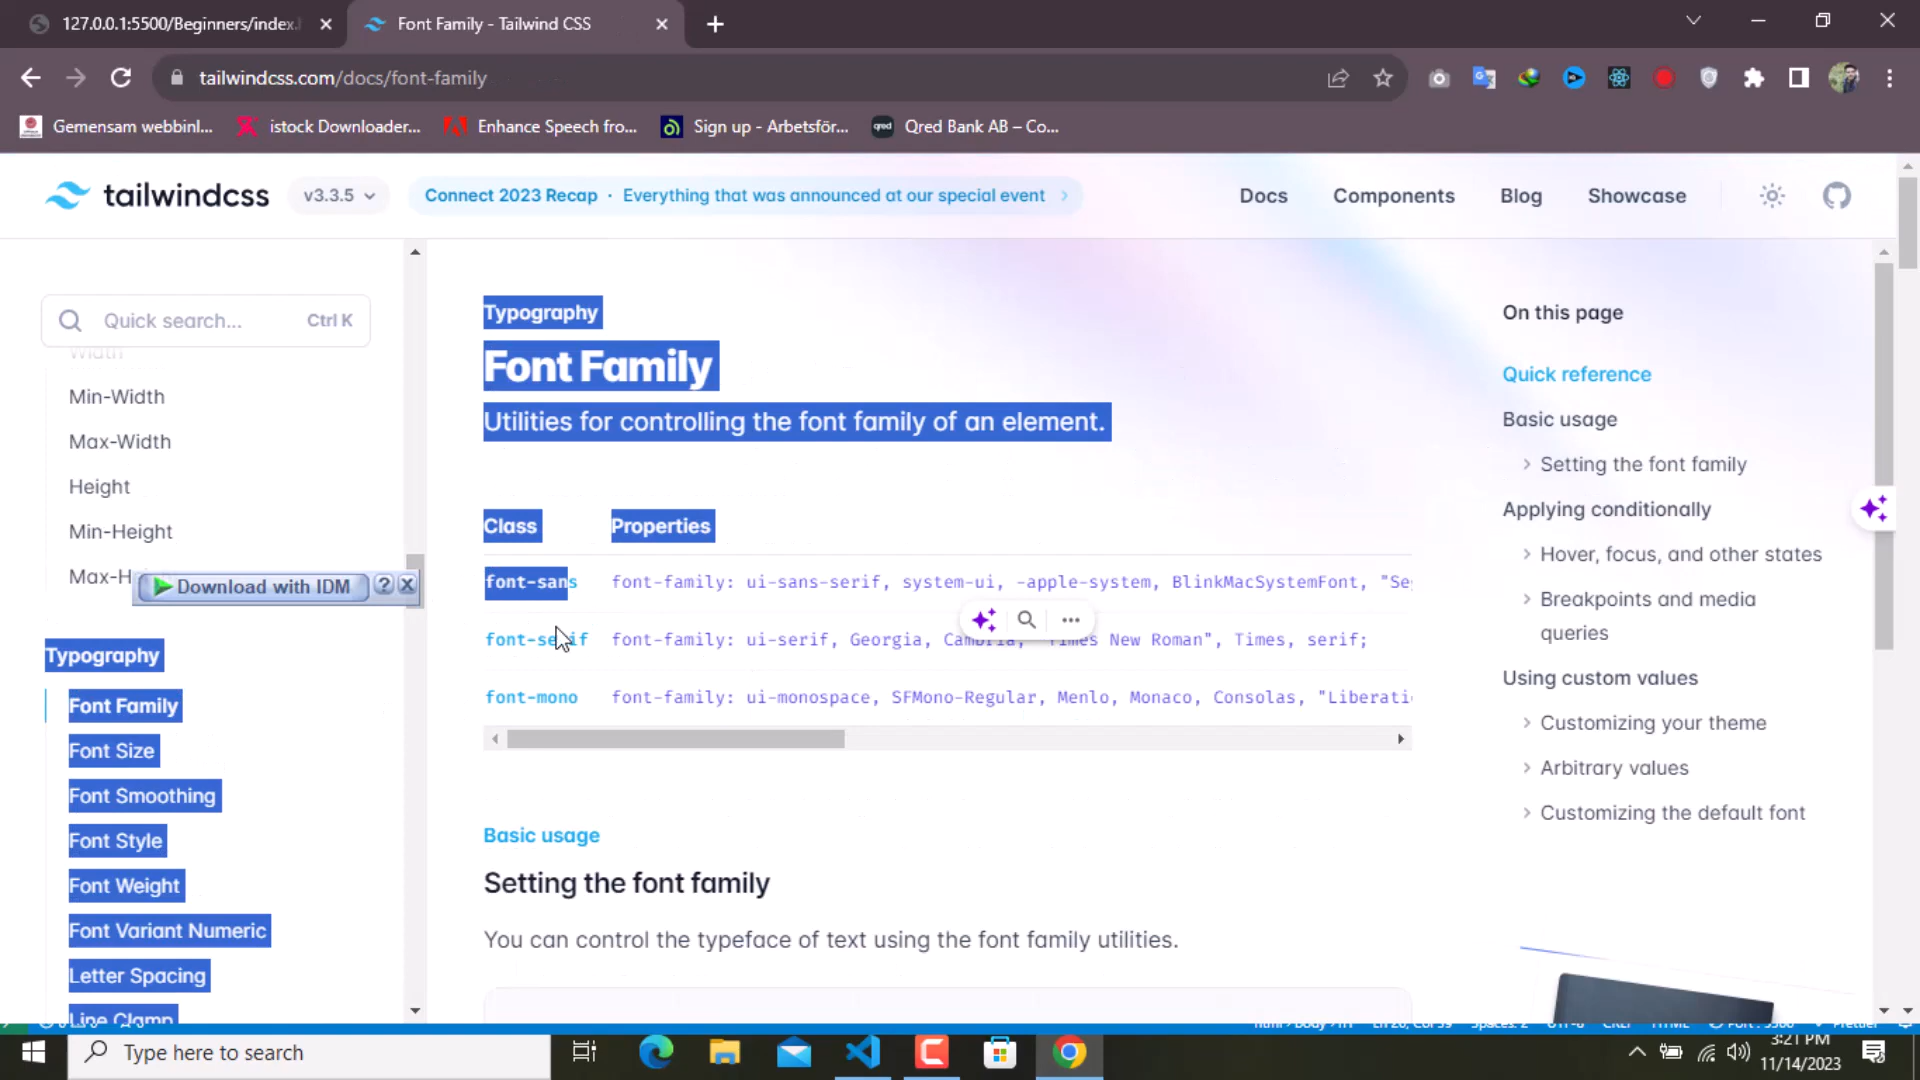 127.0.0.1:5500/Beginners/index.
Font Family - Tailwind CSS
tailwindcss.com/docs/font-family
Gemensam webbinl...
istock Downloader...
Enhance Speech fro...
Sign up - Arbetsför...
qred
Qred Bank AB – Co...
tailwindcss
v3.3.5
Connect 2023 Recap · Everything that was announced at our special event
Docs
Components
Blog
Showcase
Quick search...
Ctrl K
Width
Min-Width
Max-Width
Height
Min-Height
Max-H
Download with IDM
?
Typography
Font Family
Font Size
Font Smoothing
Font Style
Font Weight
Font Variant Numeric
Letter Spacing
Line Clamp
Typography
Font Family
Utilities for controlling the font family of an element.
Class Properties
font-sans font-family: ui-sans-serif, system-ui, -apple-system, BlinkMacSystemFont, "Se
font-serif font-family: ui-serif, Georgia, Cambria, "Times New Roman", Times, serif;
font-mono font-family: ui-monospace, SFMono-Regular, Menlo, Monaco, Consolas, "Liberati
Basic usage
Setting the font family
You can control the typeface of text using the font family utilities.
On this page
Quick reference
Basic usage
Setting the font family
Applying conditionally
Hover, focus, and other states
Breakpoints and media
queries
Using custom values
Customizing your theme
Arbitrary values
Customizing the default font
Type here to search
3:21 PM
11/14/2023